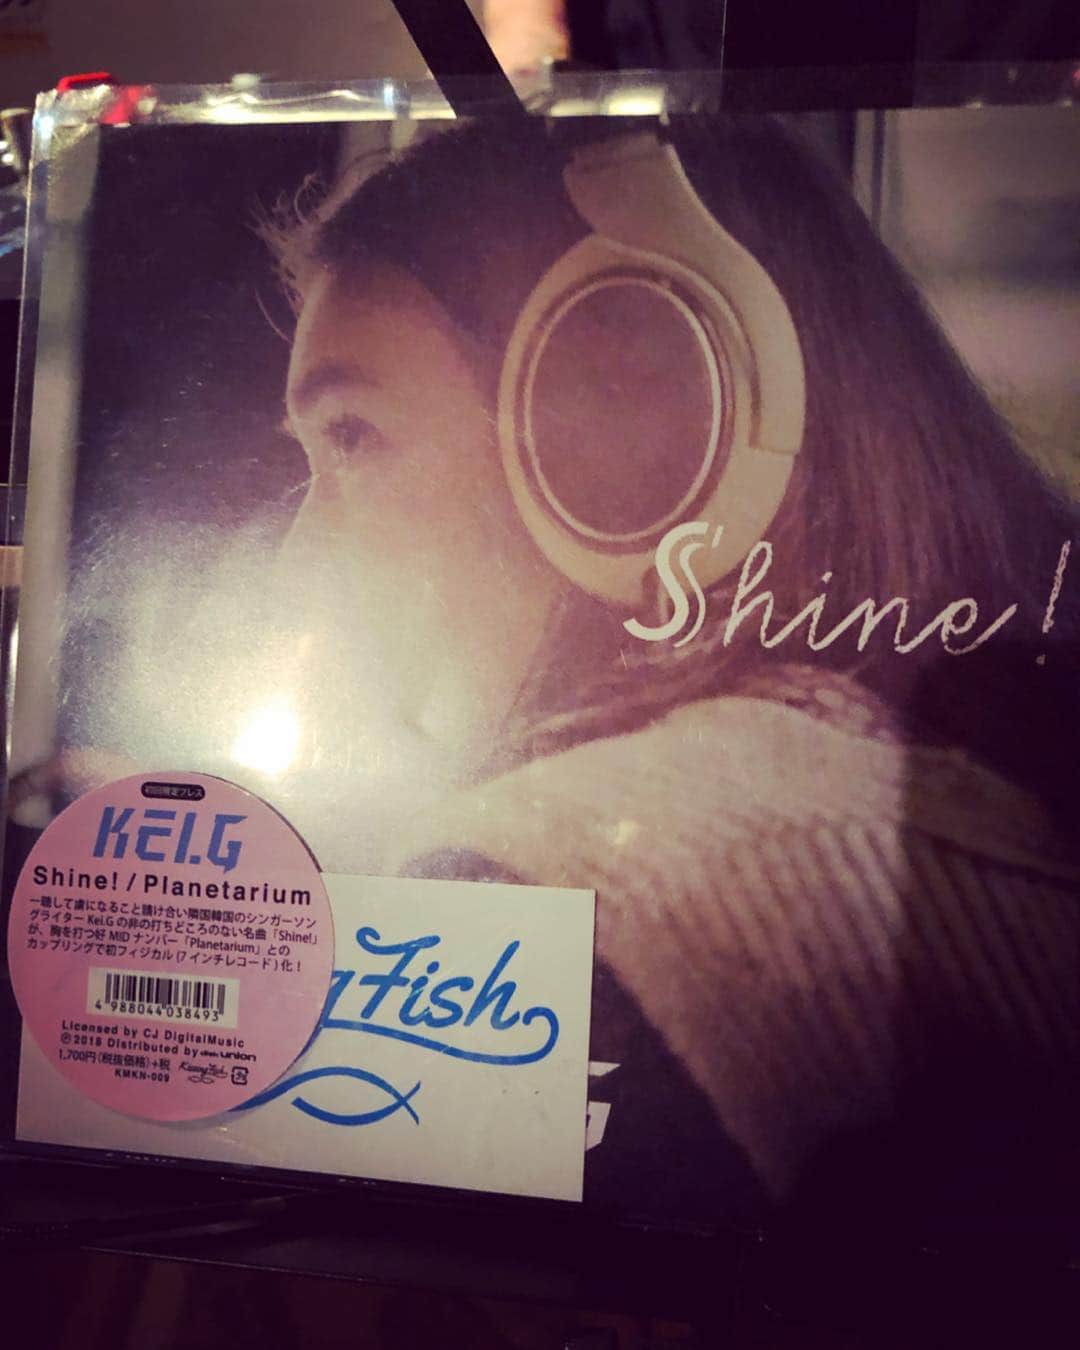 Shine!
初回限定プレス
KEI.G
Shine! / Planetarium
一聴して虜になること請け合い隣国韓国のシンガーソン
グライター Kei.G の非の打ちどころのない名曲「Shine!」
が、胸を打つ好 MID ナンバー「Planetarium」との
カップリングで初フィジカル (7 インチレコード) 化！
4 988044 038493
Licensed by CJ DigitalMusic
℗ 2018 Distributed by disk union
1,700円(税抜価格)+税 KissingFish
KMKN-009
g Fish